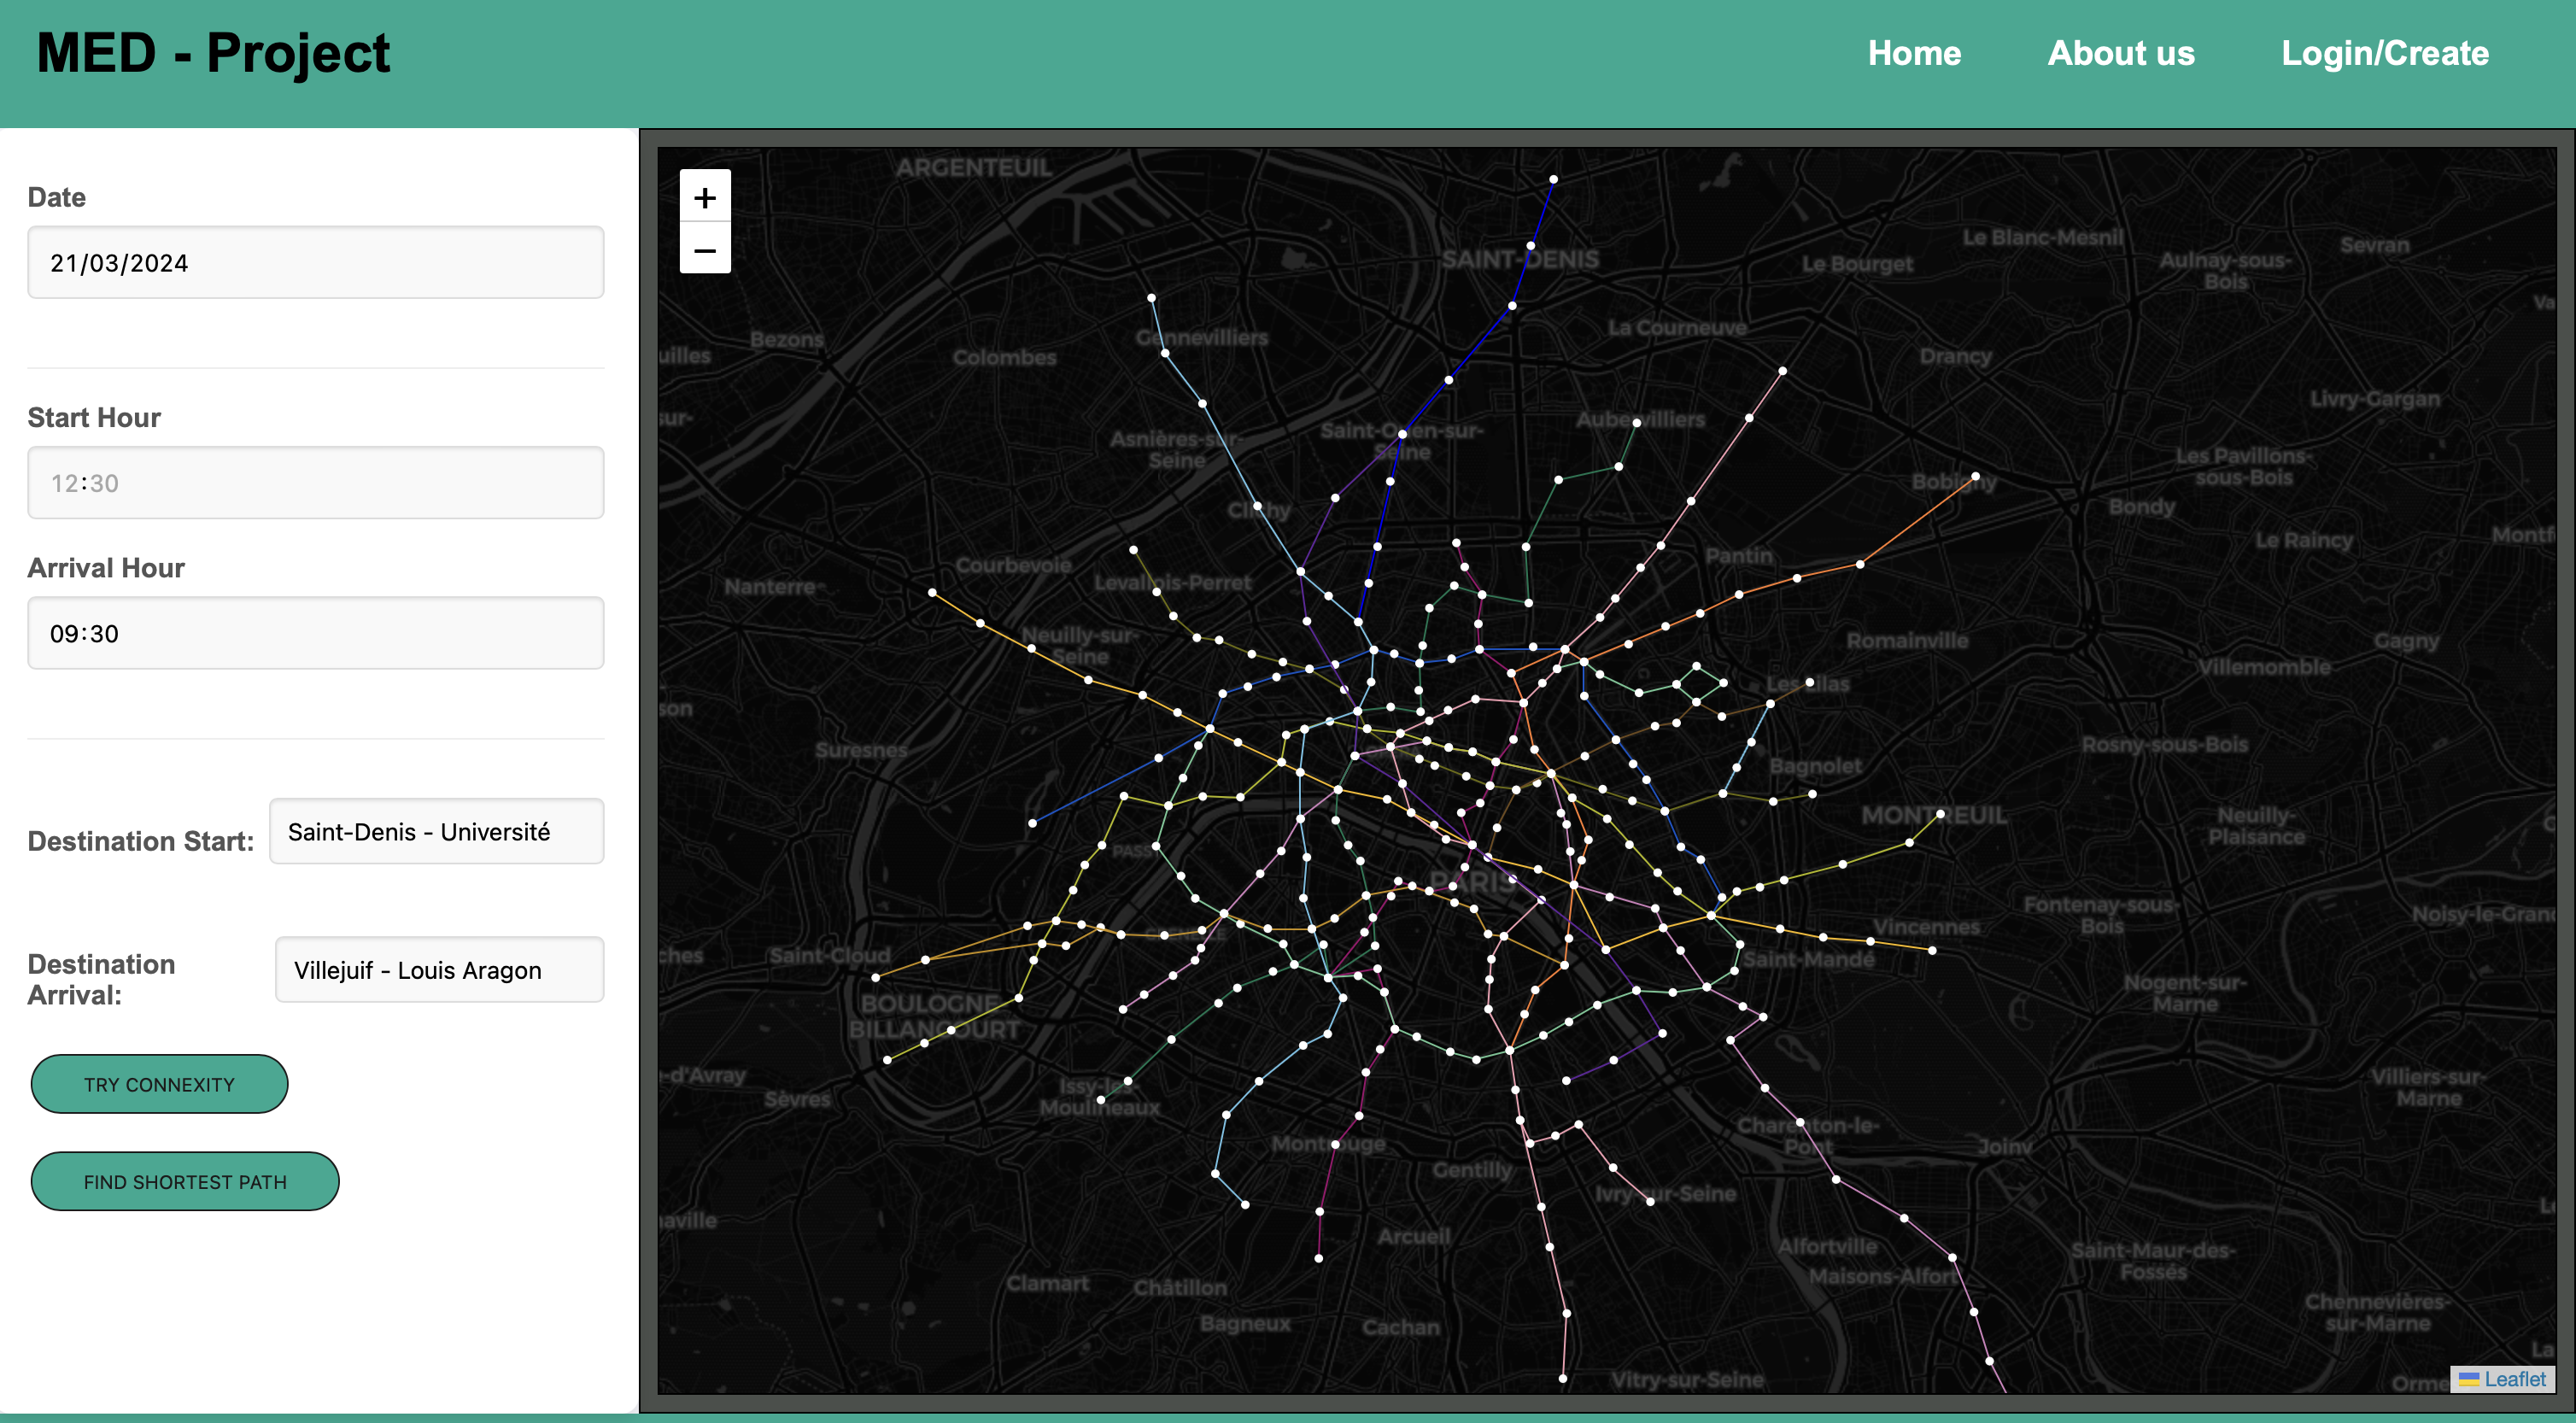 MED - Project
Home
About us
Login/Create
Date
21/03/2024
Start Hour
12:30
Arrival Hour
09:30
Destination Start:
Saint-Denis - Université
Destination
Arrival:
Villejuif - Louis Aragon
TRY CONNEXITY
FIND SHORTEST PATH
+
−
ARGENTEUIL
SAINT-DENIS
Le Blanc-Mesnil
Sevran
Le Bourget
Aulnay-sous-
Bois
Bezons
Colombes
Gennevilliers
La Courneuve
Drancy
Livry-Gargan
Asnières-sur-
Seine
Saint-Ouen-sur-
Seine
Aubervilliers
Les Pavillons-
sous-Bois
Bobigny
Clichy
Bondy
Le Raincy
Pantin
Courbevoie
Nanterre
Levallois-Perret
Neuilly-sur-
Seine
Romainville
Gagny
Villemomble
Les Lilas
Suresnes
Rosny-sous-Bois
Bagnolet
MONTREUIL
Neuilly-
Plaisance
PASSY
PARIS
Fontenay-sous-
Bois
Noisy-le-Grand
Vincennes
GRENELLE
Saint-Cloud
Saint-Mandé
BOULOGNE
BILLANCOURT
Nogent-sur-
Marne
-d'Avray
Sèvres
Issy-les-
Moulineaux
Villiers-sur-
Marne
Charenton-le-
Pont
Montrouge
Gentilly
Joinv
Ivry-sur-Seine
Arcueil
Alfortville
Maisons-Alfort
Saint-Maur-des-
Fossés
Clamart
Châtillon
Bagneux
Cachan
Chennevières-
sur-Marne
Vitry-sur-Seine
Orme
Leaflet